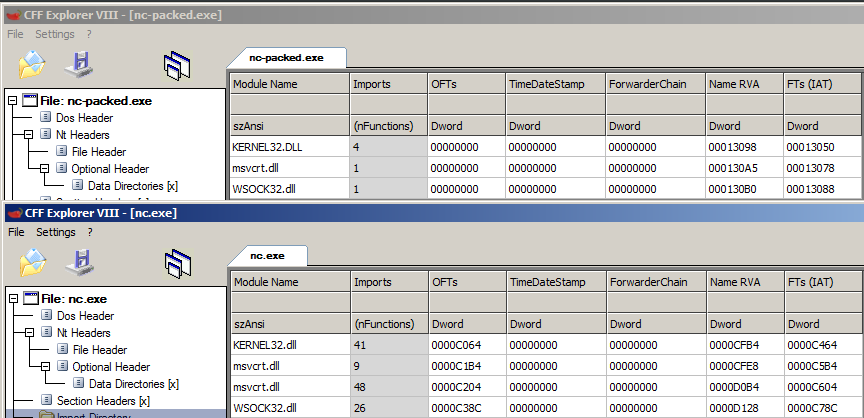 CFF Explorer VIII - [nc-packed.exe]
File Settings ?
nc-packed.exe
File: nc-packed.exe
Dos Header
Nt Headers
File Header
Optional Header
Data Directories [x]
Module Name Imports OFTs TimeDateStamp ForwarderChain Name RVA FTs (IAT)
szAnsi (nFunctions) Dword Dword Dword Dword Dword
KERNEL32.DLL 4 00000000 00000000 00000000 00013098 00013050
msvcrt.dll 1 00000000 00000000 00000000 000130A5 00013078
WSOCK32.dll 1 00000000 00000000 00000000 000130B0 00013088
CFF Explorer VIII - [nc.exe]
File Settings ?
nc.exe
File: nc.exe
Dos Header
Nt Headers
File Header
Optional Header
Data Directories [x]
Section Headers [x]
Import Directory
Module Name Imports OFTs TimeDateStamp ForwarderChain Name RVA FTs (IAT)
szAnsi (nFunctions) Dword Dword Dword Dword Dword
KERNEL32.dll 41 0000C064 00000000 00000000 0000CFB4 0000C464
msvcrt.dll 9 0000C1B4 00000000 00000000 0000CFE8 0000C5B4
msvcrt.dll 48 0000C204 00000000 00000000 0000D0B4 0000C604
WSOCK32.dll 26 0000C38C 00000000 00000000 0000D128 0000C78C